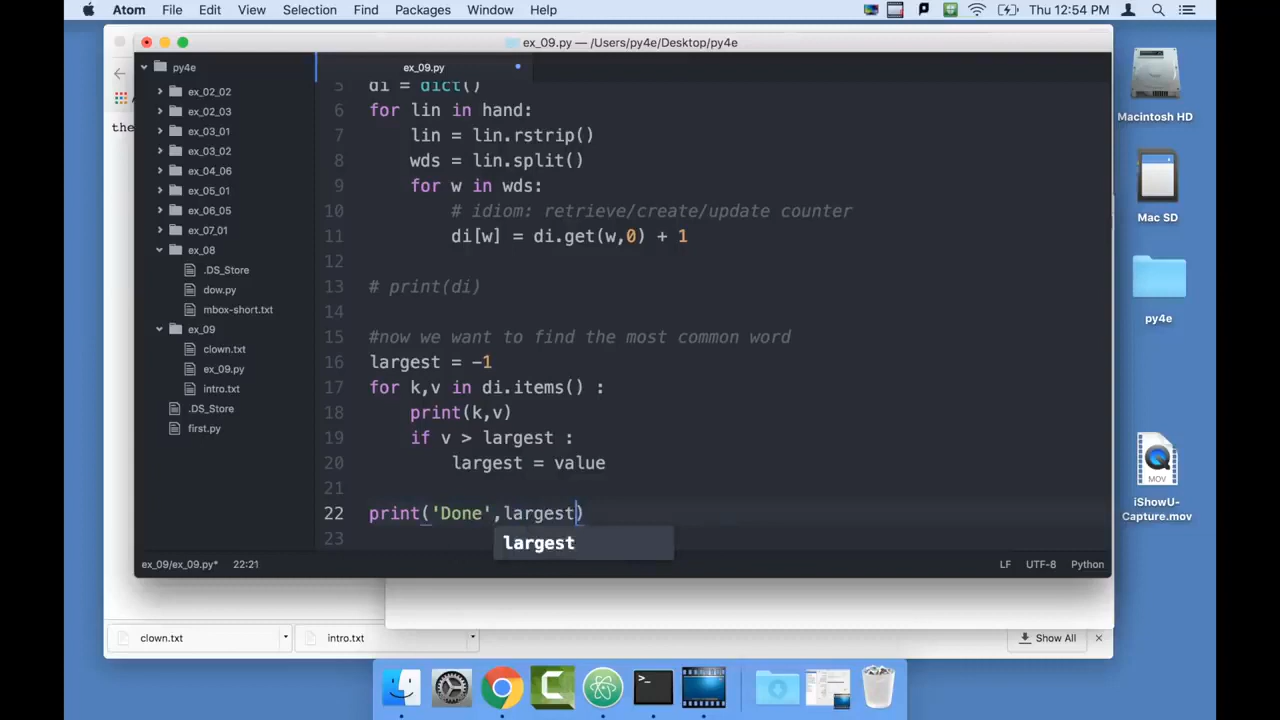 Atom File Edit View Selection Find Packages Window Help Thu 12:54 PM
ex_09.py — /Users/py4e/Desktop/py4e
py4e
ex_09.py
ex_02_02
ex_02_03
ex_03_01
ex_03_02
ex_04_06
ex_05_01
ex_06_05
ex_07_01
ex_08
.DS_Store
dow.py
mbox-short.txt
ex_09
clown.txt
ex_09.py
intro.txt
.DS_Store
first.py
the
5 di = dict()
6 for lin in hand:
7 lin = lin.rstrip()
8 wds = lin.split()
9 for w in wds:
10 # idiom: retrieve/create/update counter
11 di[w] = di.get(w,0) + 1
12
13 # print(di)
14
15 #now we want to find the most common word
16 largest = -1
17 for k,v in di.items() :
18 print(k,v)
19 if v > largest :
20 largest = value
21
22 print('Done',largest)
23
largest
ex_09/ex_09.py* 22:21 LF UTF-8 Python
clown.txt intro.txt Show All
Macintosh HD
Mac SD
py4e
MOV
iShowU-
Capture.mov